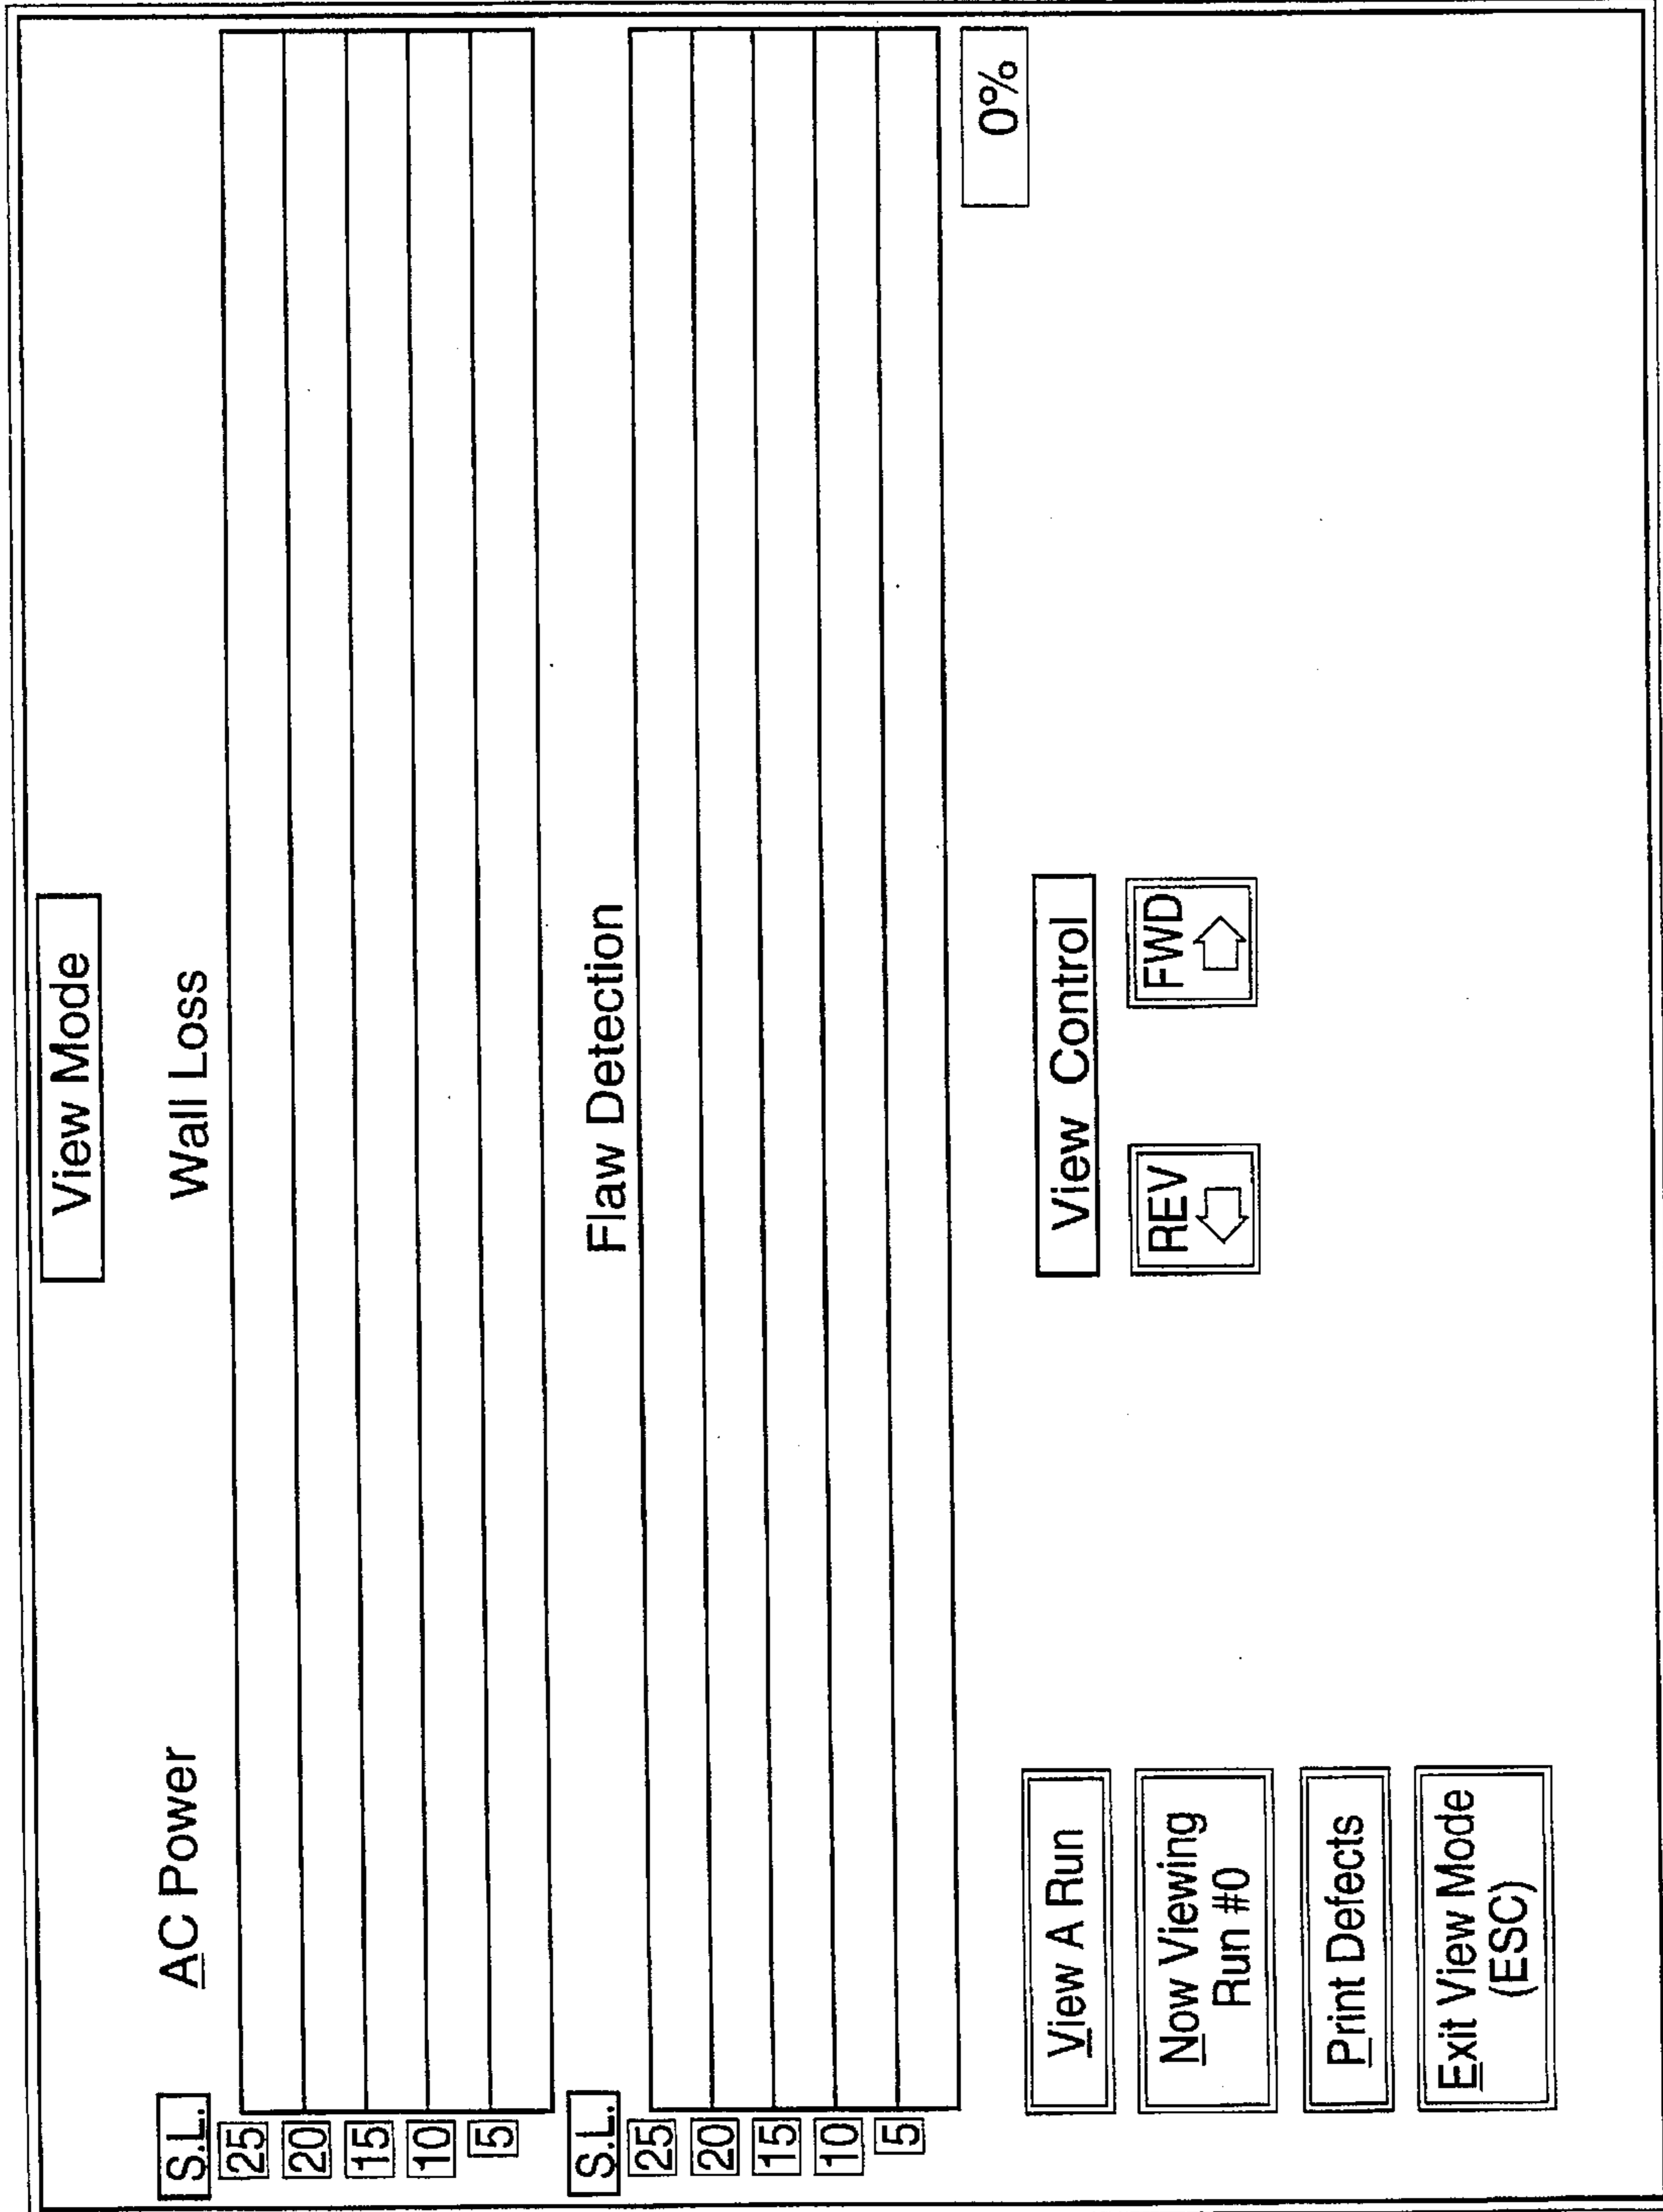 View Mode
AC Power
Wall Loss
S.L.
25
20
15
10
5
Flaw Detection
S.L.
25
20
15
10
5
0%
View A Run
Now Viewing
Run #0
Print Defects
Exit View Mode
(ESC)
View Control
REV
FWD